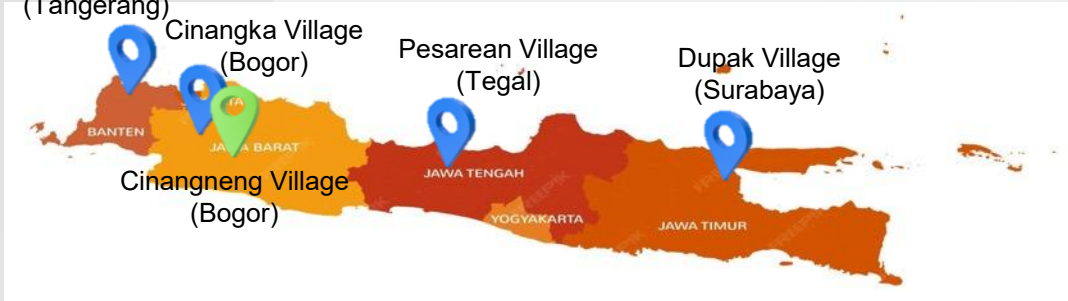 (Tangerang)
Cinangka Village
(Bogor)
Pesarean Village
(Tegal)
Dupak Village
(Surabaya)
BANTEN
JAWA BARAT
Cinangneng Village
(Bogor)
JAWA TENGAH
YOGYAKARTA
JAWA TIMUR